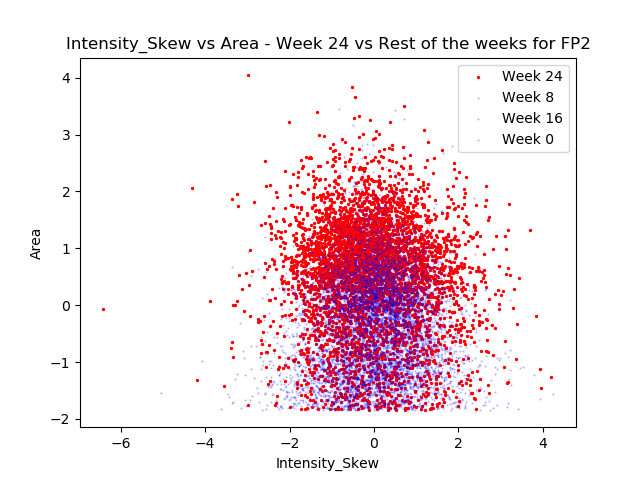 Intensity_Skew vs Area - Week 24 vs Rest of the weeks for FP2
Week 24
Week 8
Week 16
Week 0
4
3
2
1
0
−1
−2
Area
−6
−4
−2
0
2
4
Intensity_Skew